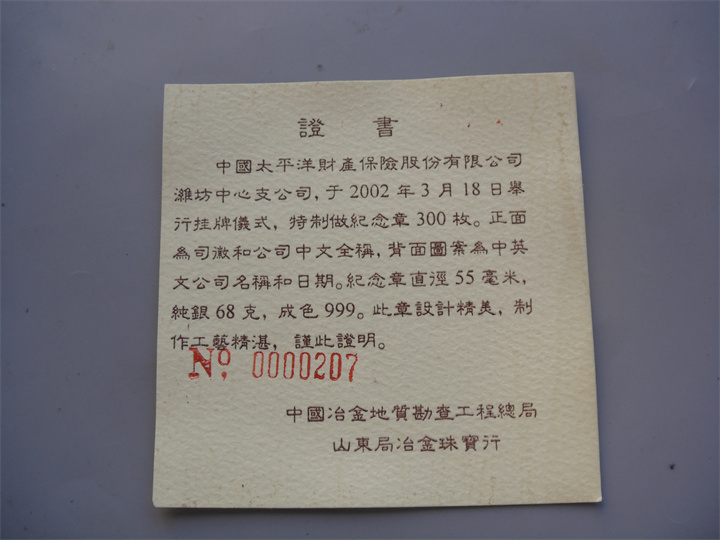 證 書
中國太平洋財產保險股份有限公司
濰坊中心支公司，于 2002 年 3 月 18 日舉
行挂牌儀式，特制做紀念章 300 枚。正面
為司徽和公司中文全稱，背面圖案為中英
文公司名稱和日期。紀念章直徑 55 毫米，
純銀 68 克，成色 999。此章設計精美，制
作工藝精湛，謹此證明。
№. 0000207
中國冶金地質勘查工程總局
山東局冶金珠寶行